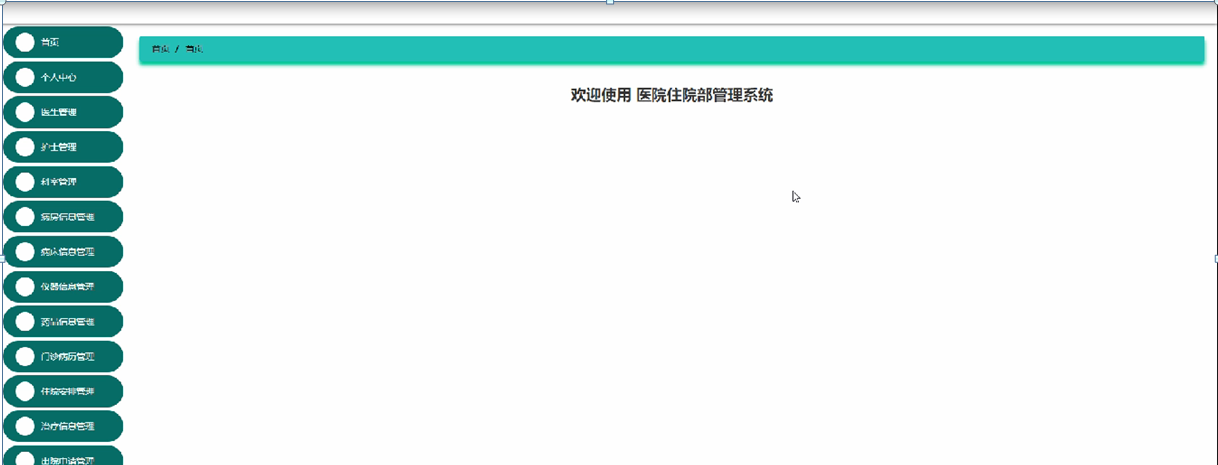 首页
个人中心
医生管理
护士管理
科室管理
病房信息管理
病床信息管理
仪器信息管理
药品信息管理
门诊病历管理
住院安排管理
治疗信息管理
出院申请管理
首页 / 首页
欢迎使用 医院住院部管理系统